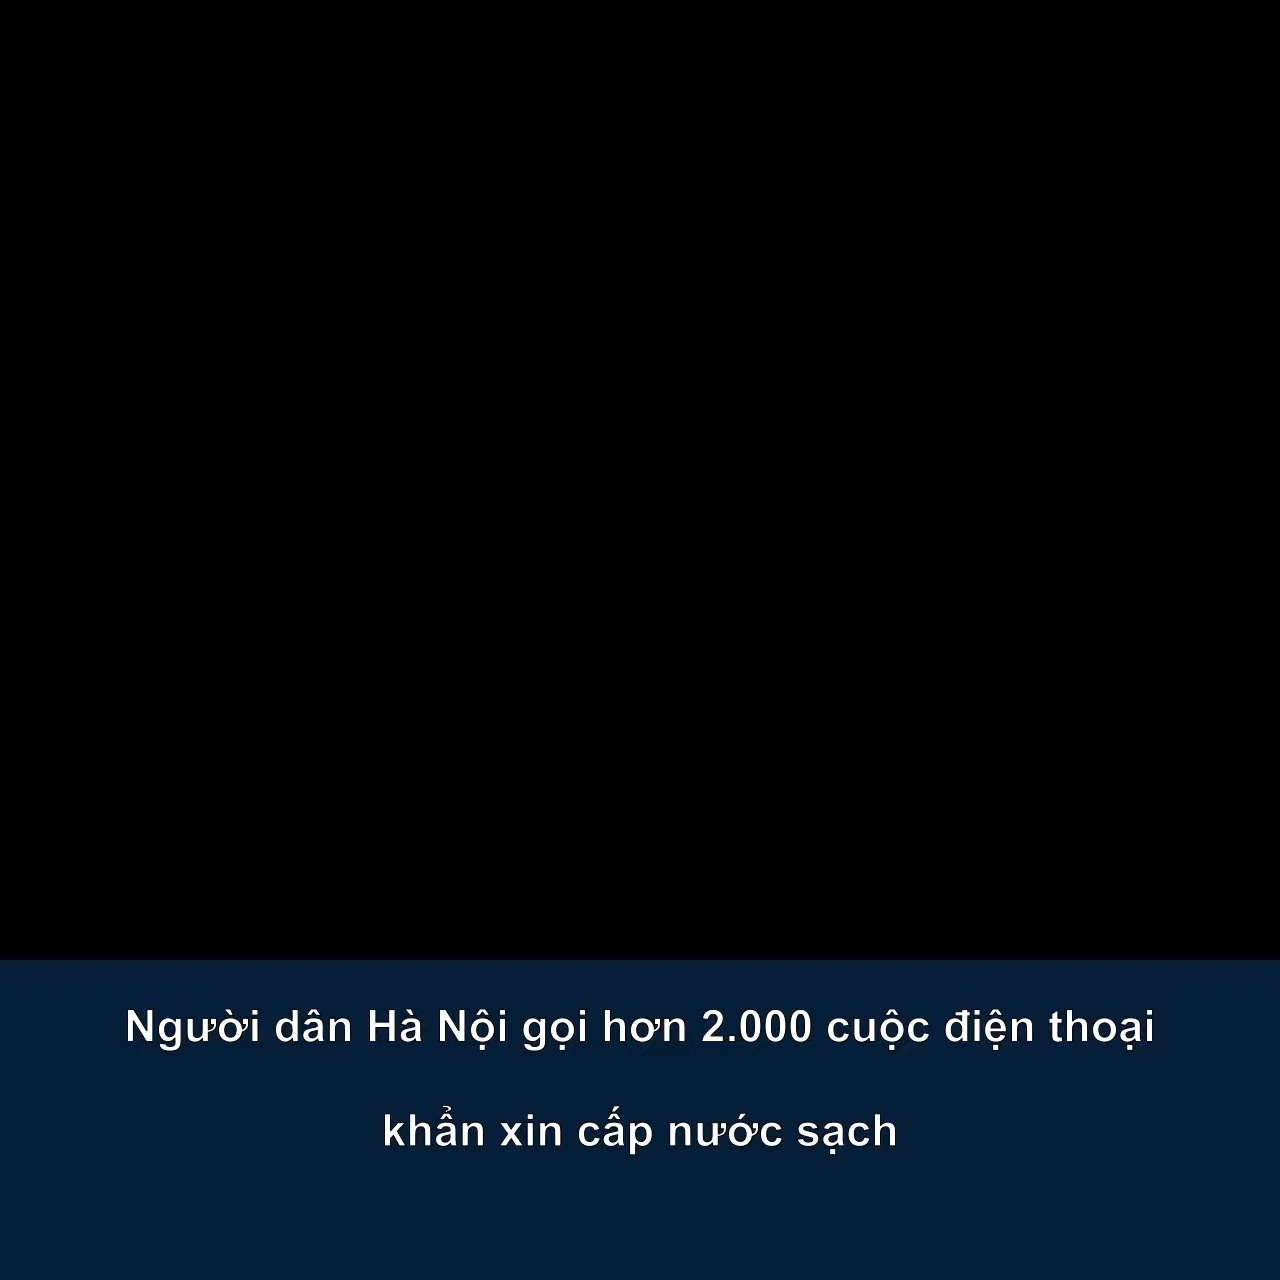 Người dân Hà Nội gọi hơn 2.000 cuộc điện thoại
khẩn xin cấp nước sạch